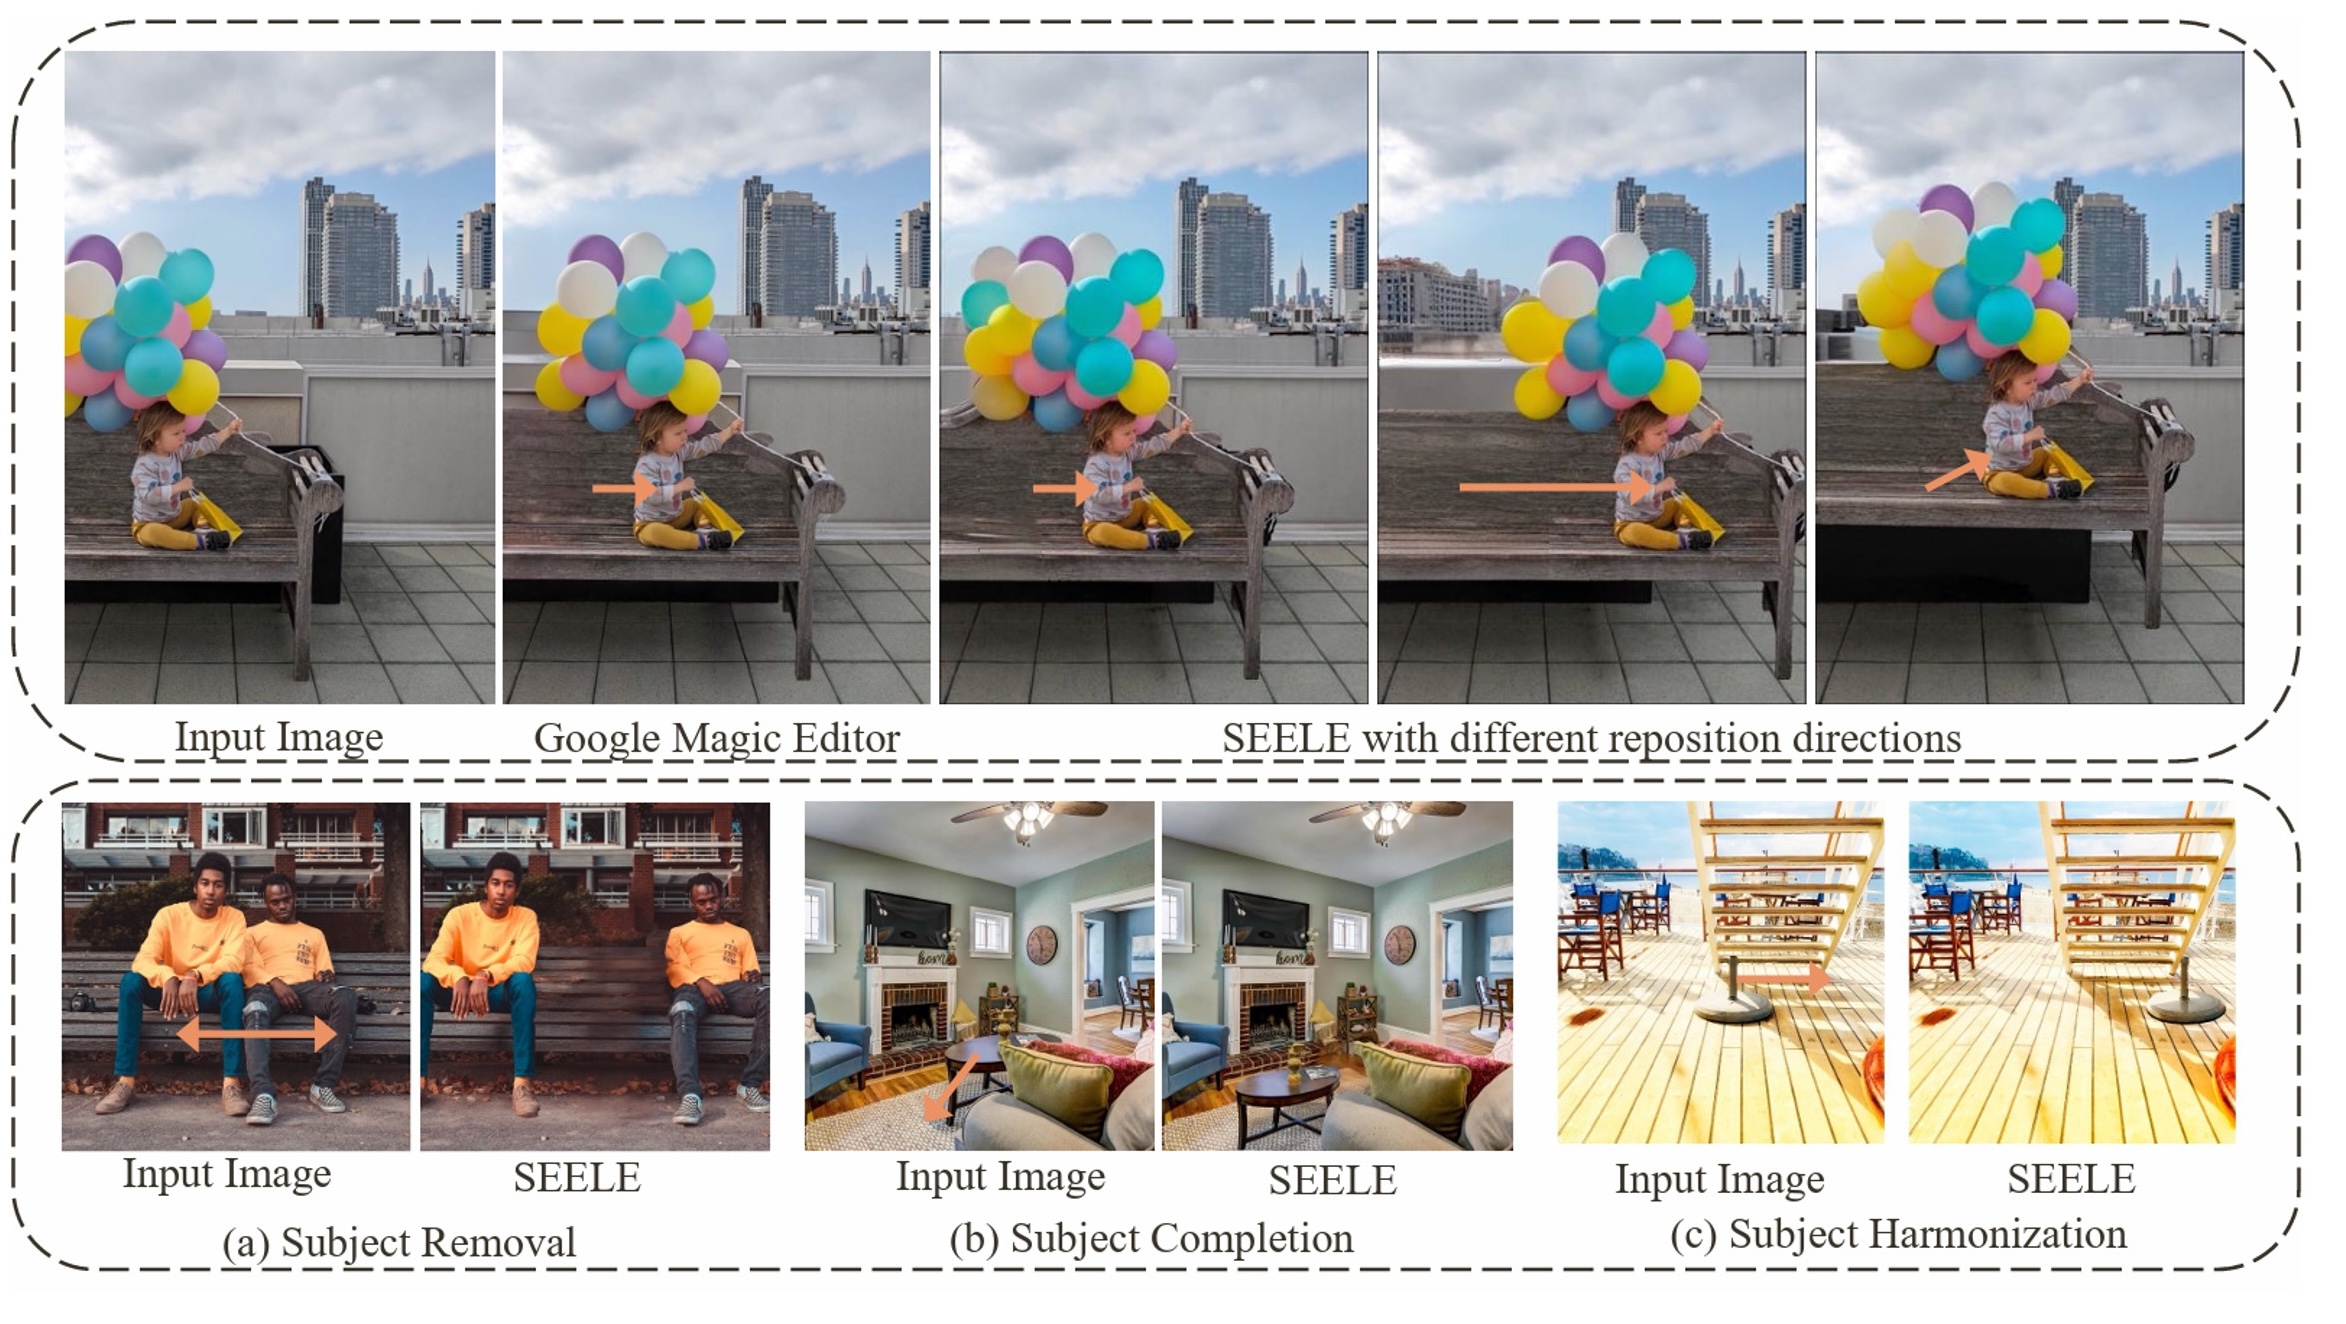 Input Image
Google Magic Editor
SEELE with different reposition directions
home
Input Image
SEELE
Input Image
SEELE
Input Image
SEELE
(a) Subject Removal
(b) Subject Completion
(c) Subject Harmonization